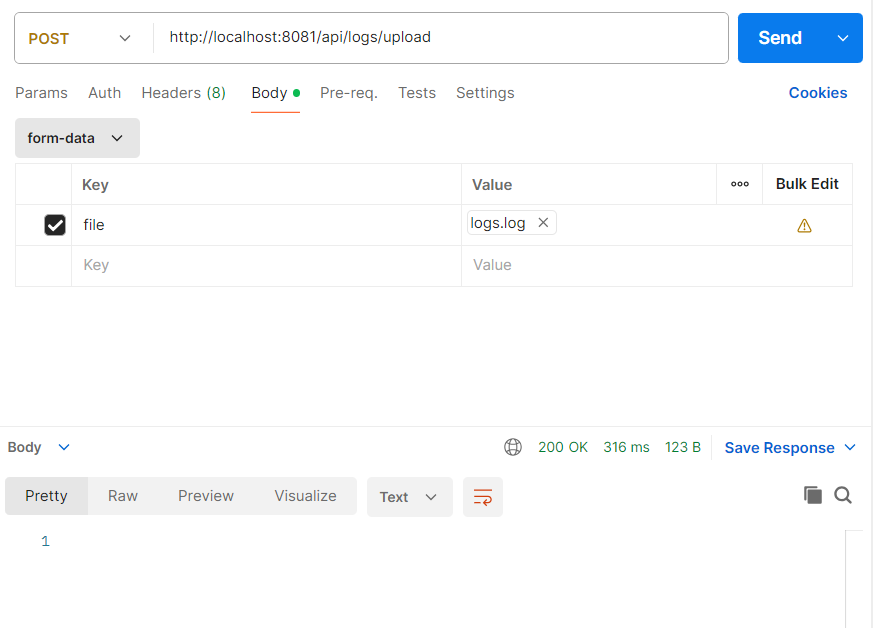 POST http://localhost:8081/api/logs/upload Send
Params Auth Headers (8) Body Pre-req. Tests Settings Cookies
form-data
Key Value Bulk Edit
file logs.log
Key Value
Body 200 OK 316 ms 123 B Save Response
Pretty Raw Preview Visualize Text
1